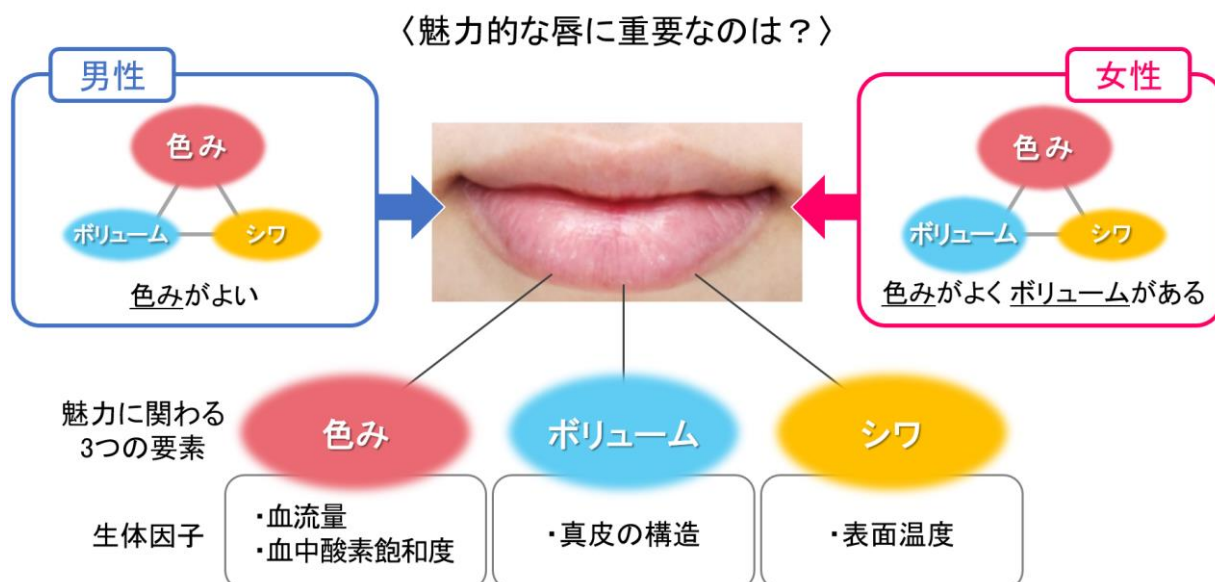 〈魅力的な唇に重要なのは？〉
男性
色み
ボリューム
シワ
色みがよい
女性
色み
ボリューム
シワ
色みがよく ボリュームがある
魅力に関わる
3つの要素
色み
ボリューム
シワ
生体因子
・血流量
・血中酸素飽和度
・真皮の構造
・表面温度